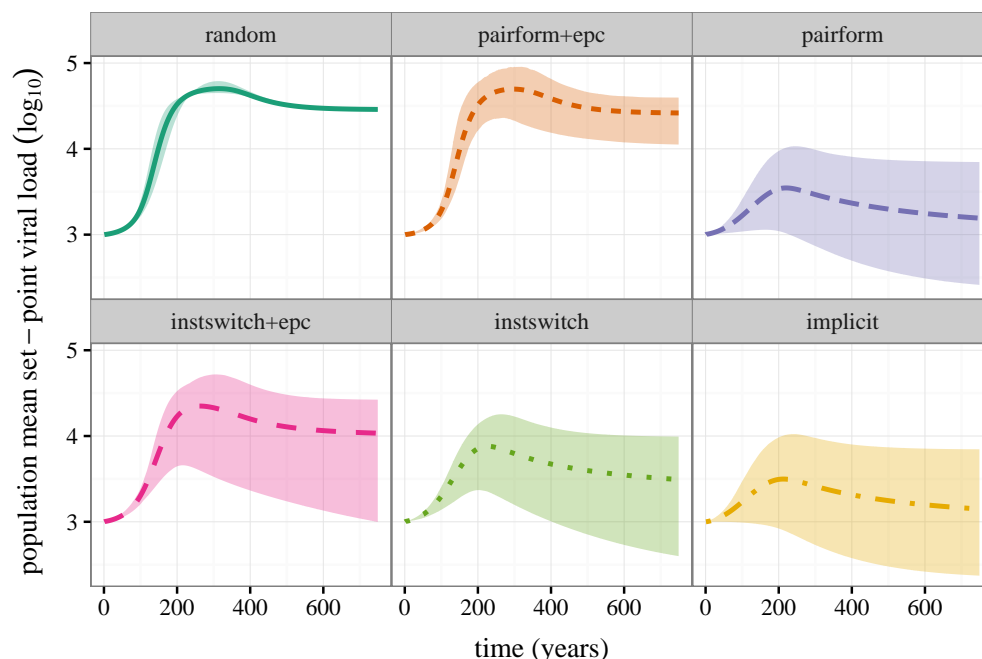 random pairform+epc pairform
5
4
3
instswitch+epc instswitch implicit
5
4
3
0 200 400 600 0 200 400 600 0 200 400 600
time (years)
population mean set−point viral load (log₁₀)